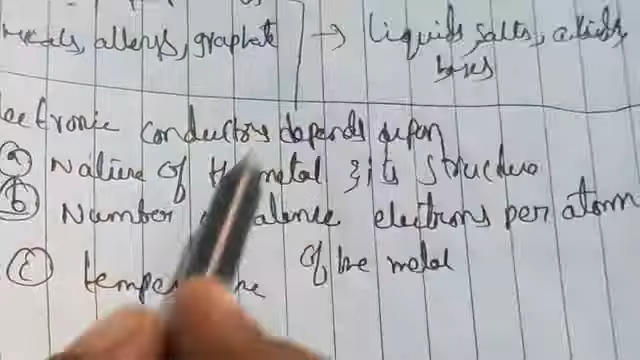 metals, alloys, graphite → liquids salts, acids,
bases
lectronic conductors depends upon
(a) Nature of the metal & its structure
(b) Number valence electrons per atom
of the metal
(c)